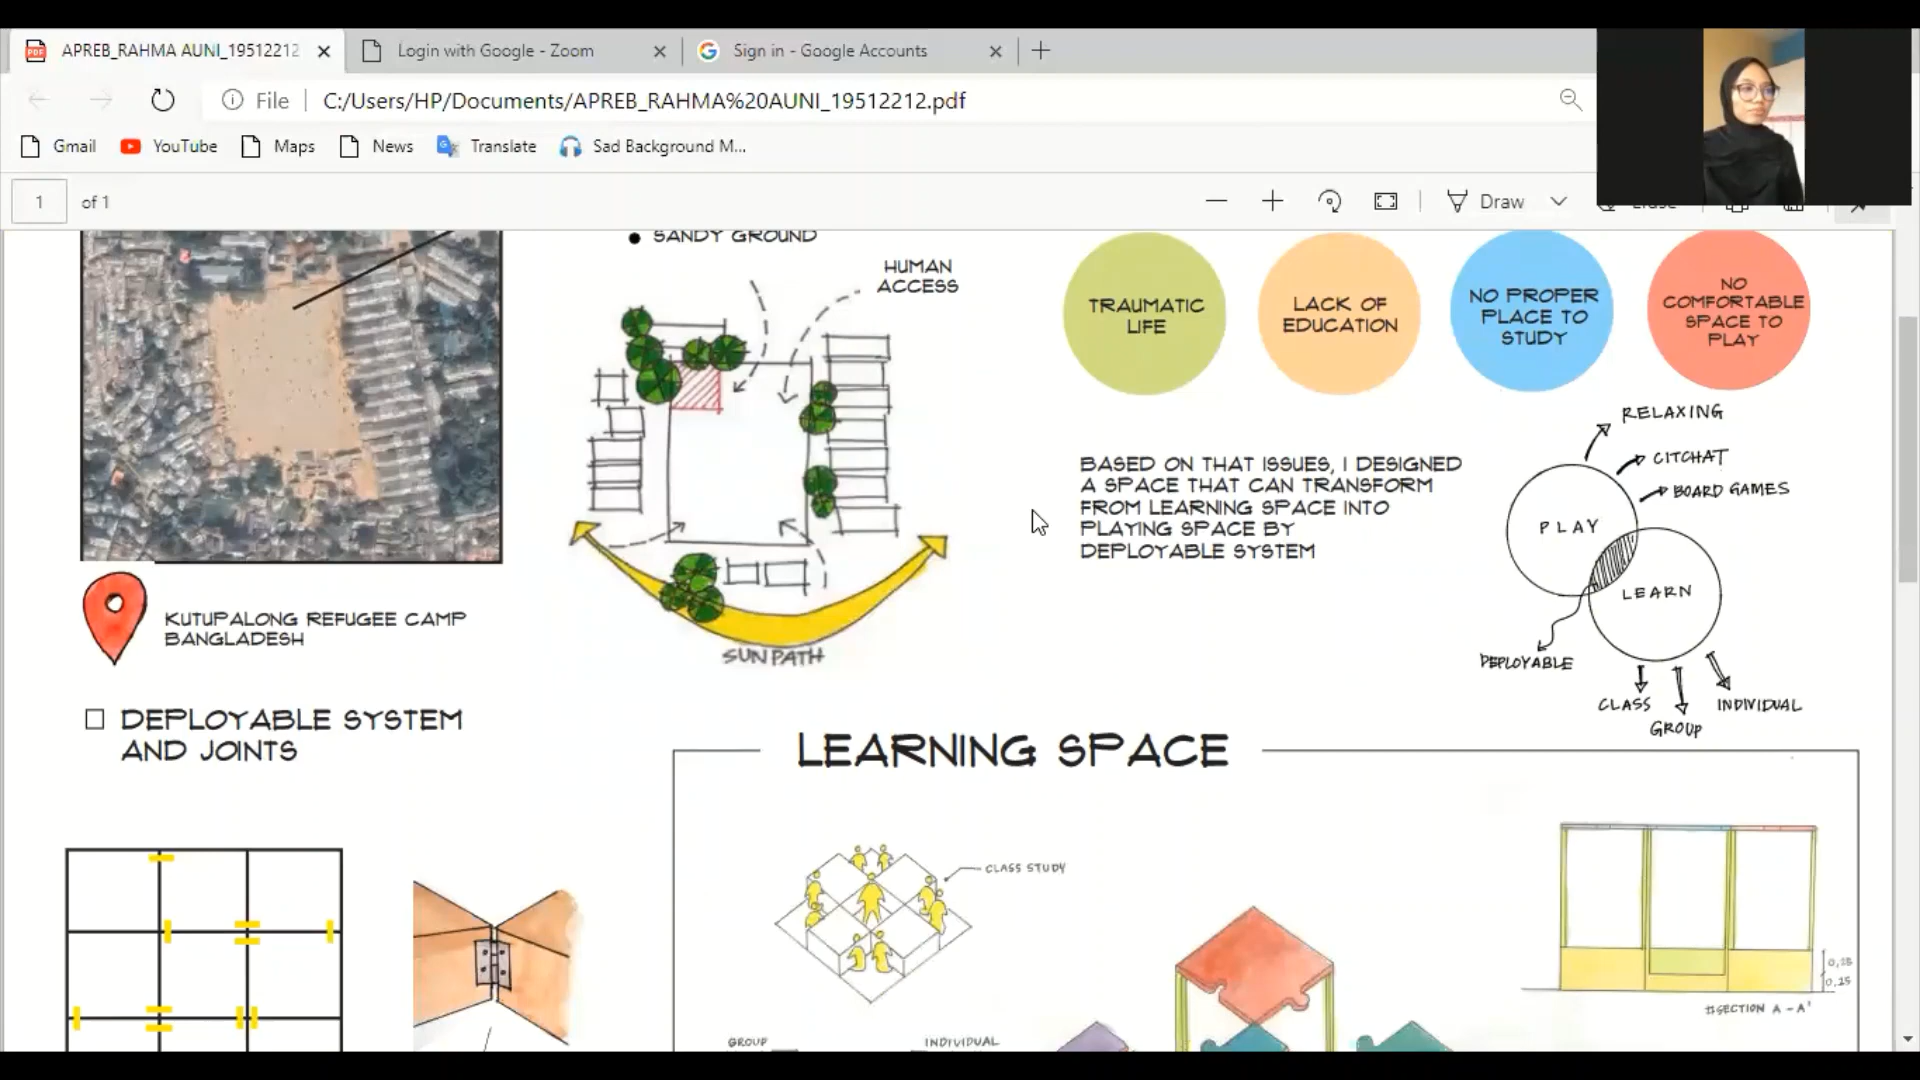 APREB_RAHMA AUNI_19512212
Login with Google - Zoom
Sign in - Google Accounts
File
C:/Users/HP/Documents/APREB_RAHMA%20AUNI_19512212.pdf
Gmail
YouTube
Maps
News
Translate
Sad Background M...
1
of 1
Draw
SANDY GROUND
HUMAN
ACCESS
SUN PATH
KUTUPALONG REFUGEE CAMP
BANGLADESH
TRAUMATIC
LIFE
LACK OF
EDUCATION
NO PROPER
PLACE TO
STUDY
NO
COMFORTABLE
SPACE TO
PLAY
BASED ON THAT ISSUES, I DESIGNED
A SPACE THAT CAN TRANSFORM
FROM LEARNING SPACE INTO
PLAYING SPACE BY
DEPLOYABLE SYSTEM
RELAXING
CITCHAT
BOARD GAMES
PLAY
LEARN
DEPLOYABLE
CLASS
GROUP
INDIVIDUAL
DEPLOYABLE SYSTEM
AND JOINTS
LEARNING SPACE
CLASS STUDY
GROUP
INDIVIDUAL
0,25
0,25
SECTION A-A'